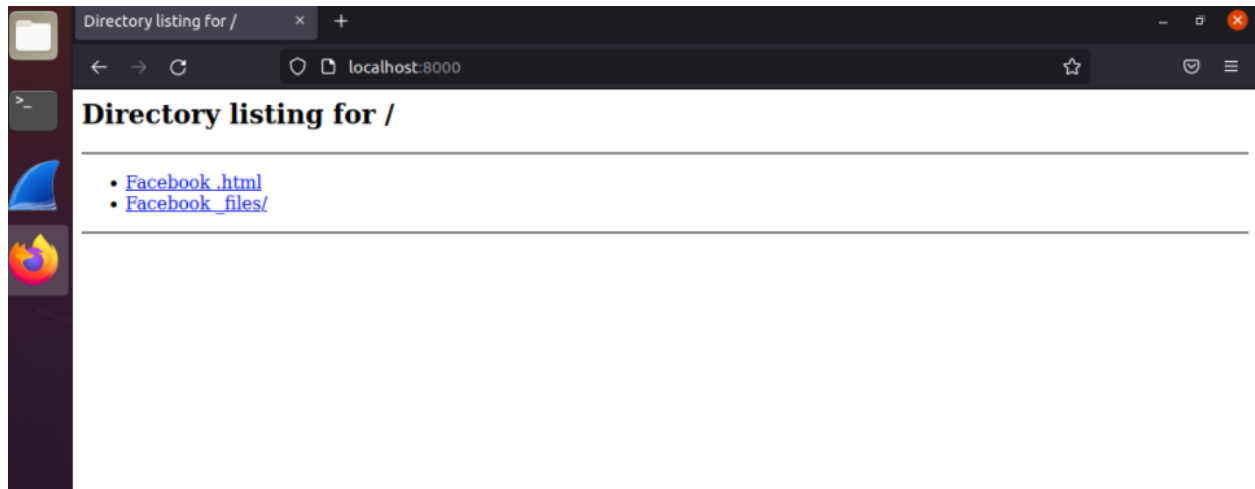 Directory listing for /
localhost:8000
>_
Directory listing for /
Facebook .html
Facebook _files/